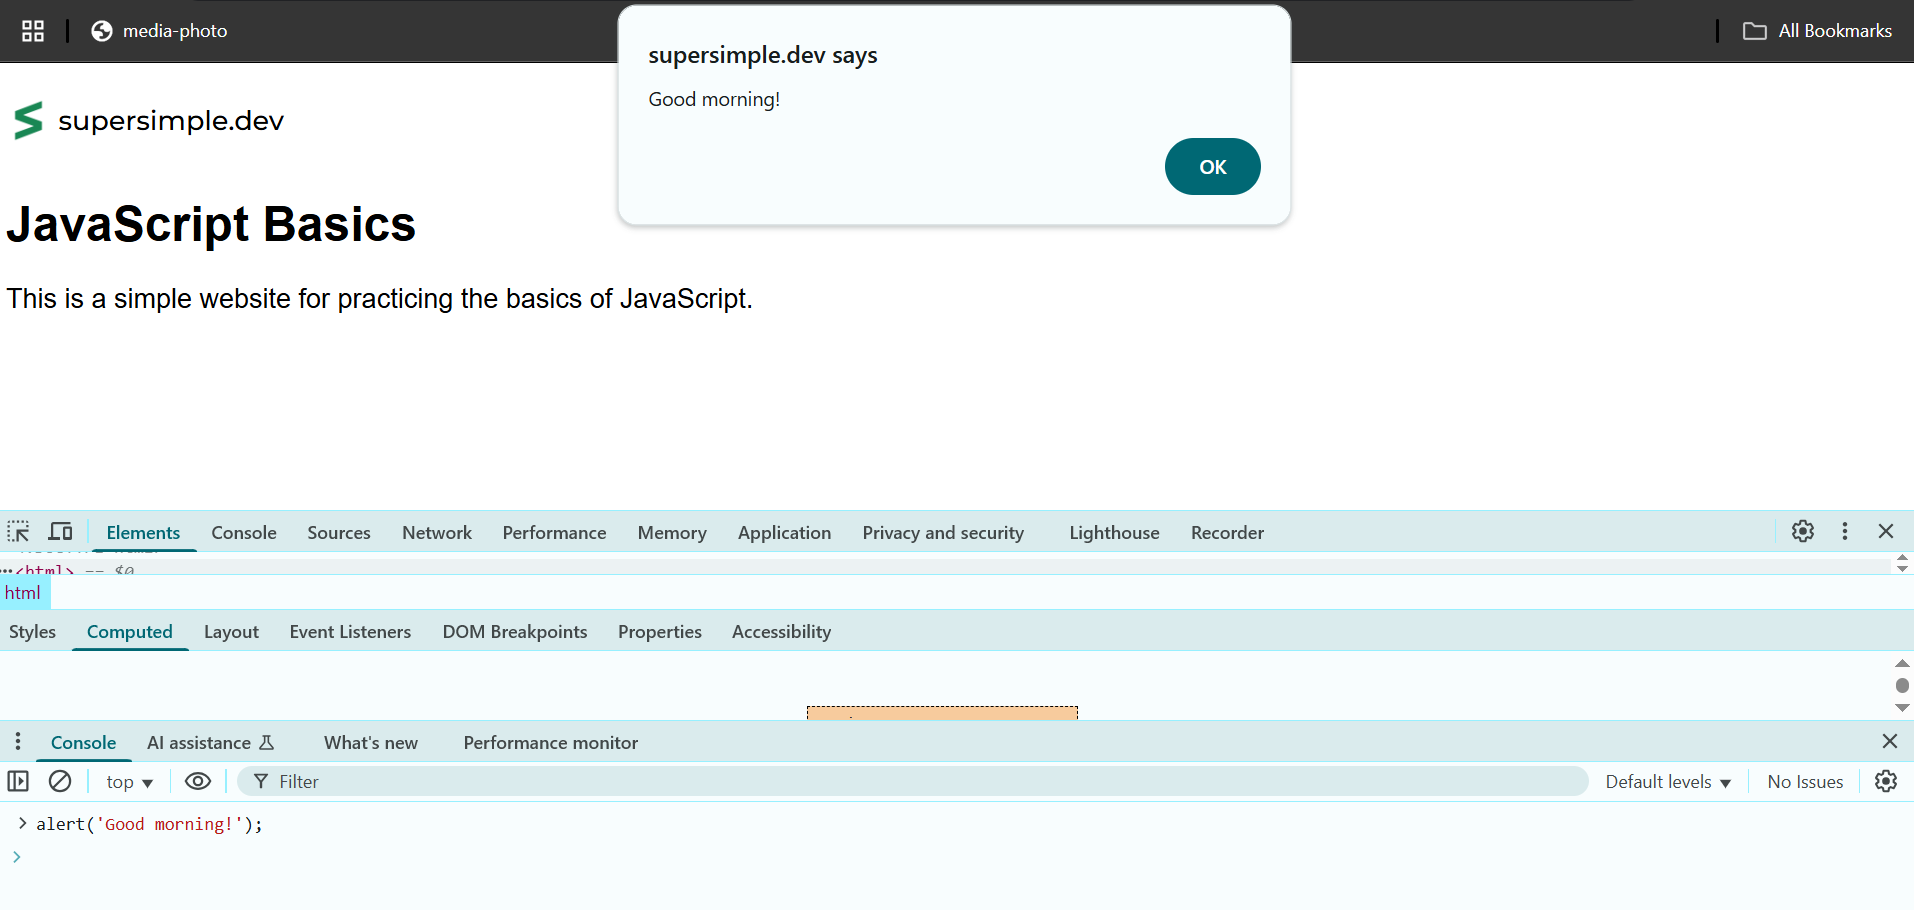 media-photo
All Bookmarks
supersimple.dev says
Good morning!
OK
supersimple.dev
JavaScript Basics
This is a simple website for practicing the basics of JavaScript.
Elements Console Sources Network Performance Memory Application Privacy and security Lighthouse Recorder
<html> == $0
html
Styles Computed Layout Event Listeners DOM Breakpoints Properties Accessibility
Console AI assistance What's new Performance monitor
top Filter Default levels No Issues
alert('Good morning!');